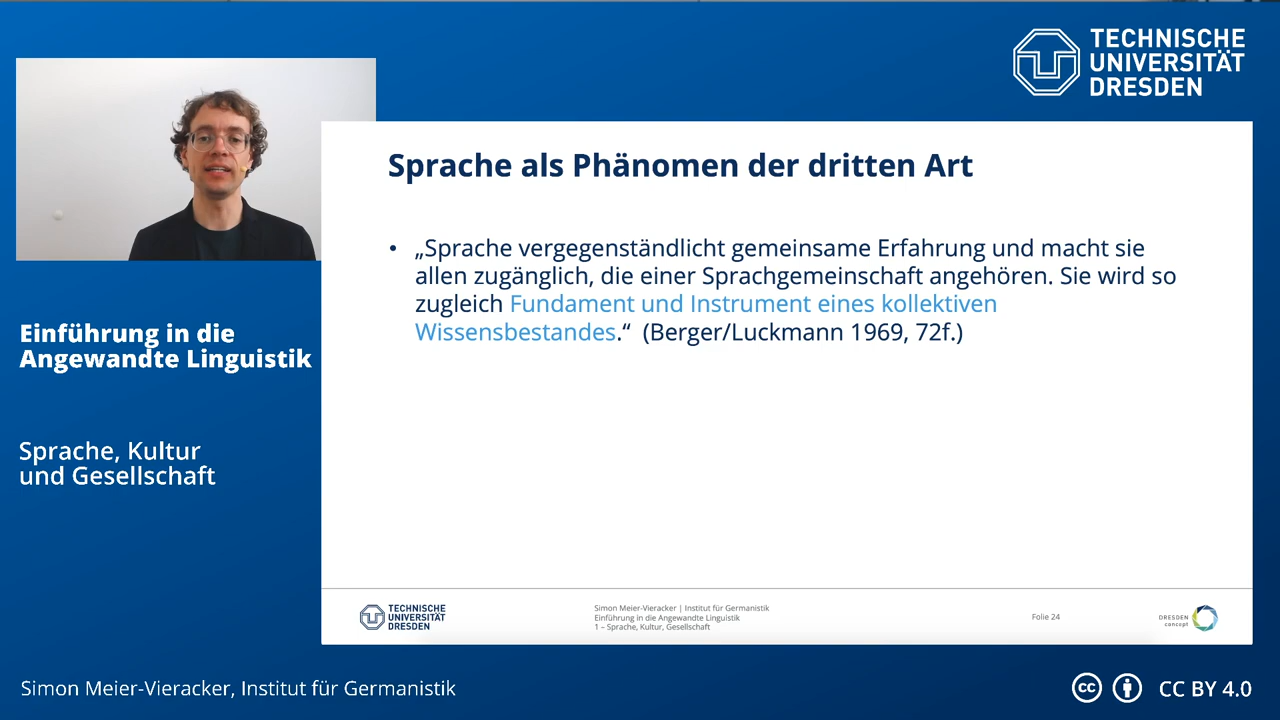 TECHNISCHE
UNIVERSITÄT
DRESDEN
Einführung in die
Angewandte Linguistik
Sprache, Kultur
und Gesellschaft
Sprache als Phänomen der dritten Art
• „Sprache vergegenständlicht gemeinsame Erfahrung und macht sie
allen zugänglich, die einer Sprachgemeinschaft angehören. Sie wird so
zugleich Fundament und Instrument eines kollektiven
Wissensbestandes.“ (Berger/Luckmann 1969, 72f.)
TECHNISCHE
UNIVERSITÄT
DRESDEN
Simon Meier-Vieracker | Institut für Germanistik
Einführung in die Angewandte Linguistik
1 – Sprache, Kultur, Gesellschaft
Folie 24
DRESDEN
concept
Simon Meier-Vieracker, Institut für Germanistik
cc
CC BY 4.0